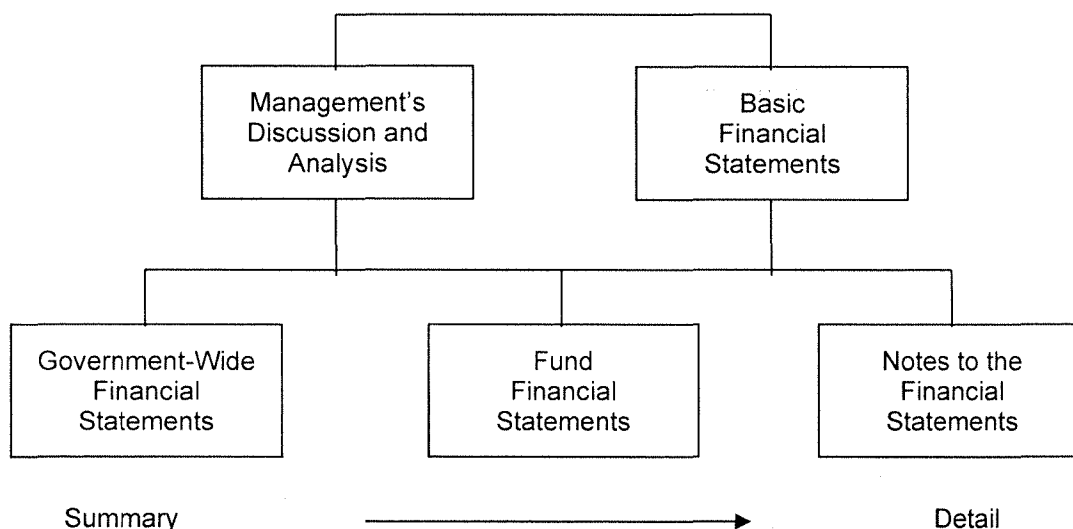 Management's
Discussion and
Analysis
Basic
Financial
Statements
Government-Wide
Financial
Statements
Fund
Financial
Statements
Notes to the
Financial
Statements
Summary
Detail